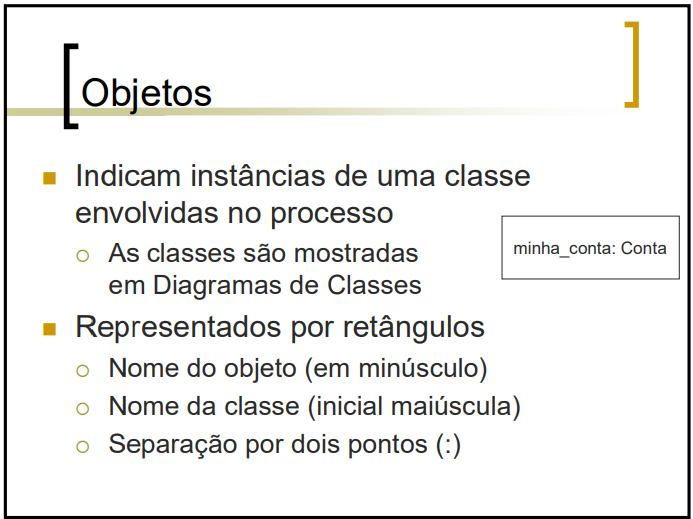 Objetos
Indicam instâncias de uma classe
envolvidas no processo
As classes são mostradas
em Diagramas de Classes
minha_conta: Conta
Representados por retângulos
Nome do objeto (em minúsculo)
Nome da classe (inicial maiúscula)
Separação por dois pontos (:)